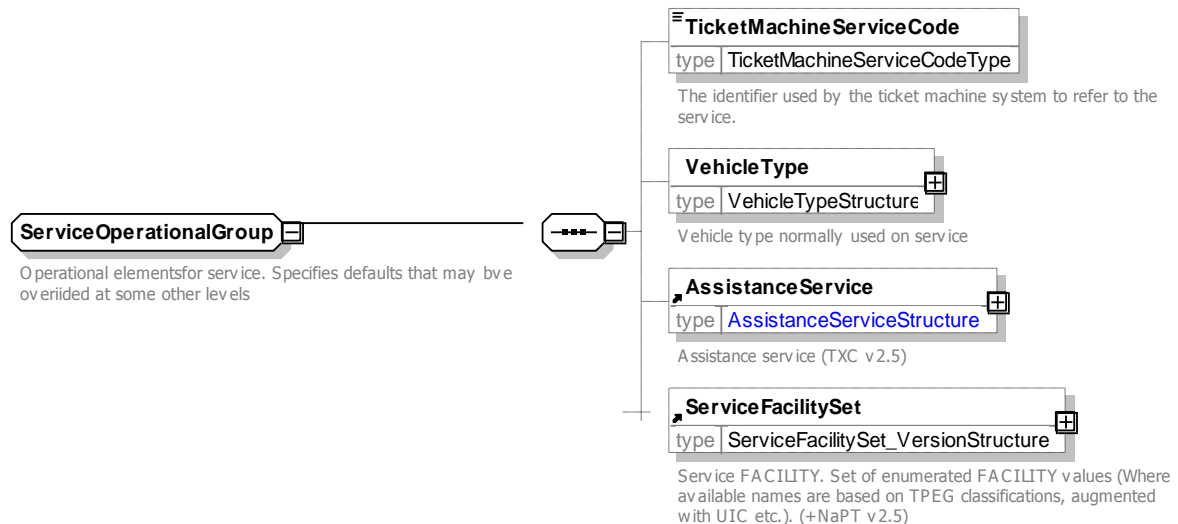 TicketMachineServiceCode
type TicketMachineServiceCodeType
The identifier used by the ticket machine system to refer to the
service.
VehicleType
type VehicleTypeStructure
Vehicle type normally used on service
ServiceOperationalGroup
Operational elementsfor service. Specifies defaults that may bve
overiided at some other levels
AssistanceService
type AssistanceServiceStructure
Assistance service (TXC v2.5)
ServiceFacilitySet
type ServiceFacilitySet_VersionStructure
Service FACILITY. Set of enumerated FACILITY values (Where
available names are based on TPEG classifications, augmented
with UIC etc.). (+NaPT v2.5)